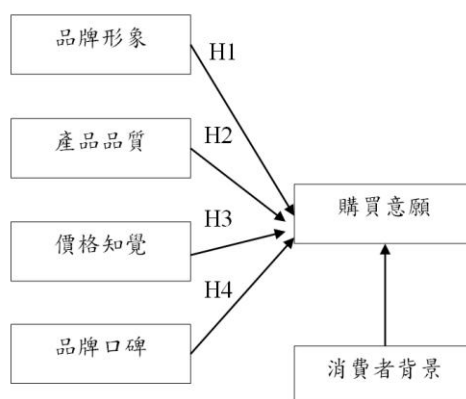 品牌形象
H1
產品品質
H2
購買意願
價格知覺
H3
H4
品牌口碑
消費者背景